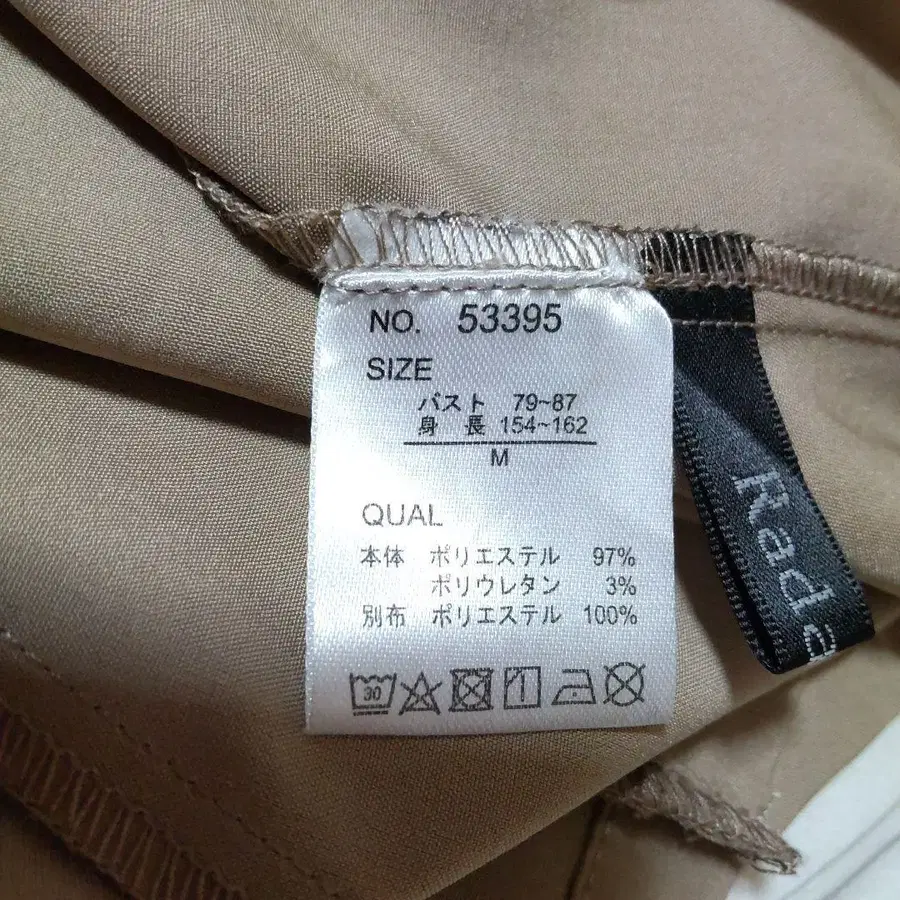 NO. 53395
SIZE
バスト 79~87
身 長 154~162
M
QUAL
本体 ポリエステル 97%
ポリウレタン 3%
別布 ポリエステル 100%
30
Rada